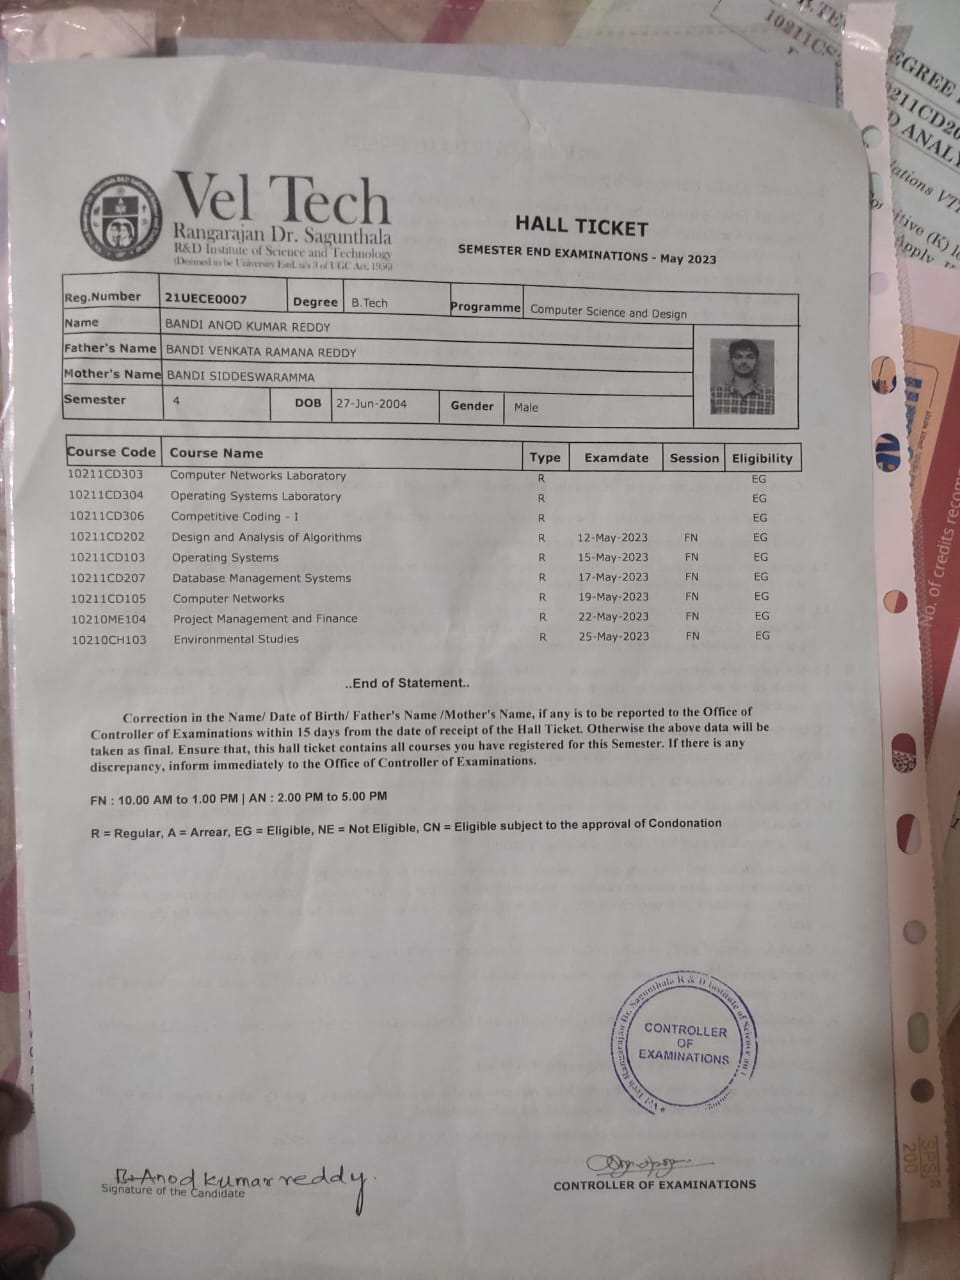 R. TE
10211CS
EGREE
211CD20
D ANALY
lations VT
itive (K) l
Apply
Vel Tech
Rangarajan Dr. Sagunthala
R&D Institute of Science and Technology
(Deemed to be University Estd. u/s 3 of UGC Act, 1956)
HALL TICKET
SEMESTER END EXAMINATIONS - May 2023
Reg.Number 21UECE0007 Degree B.Tech Programme Computer Science and Design
Name BANDI ANOD KUMAR REDDY
Father's Name BANDI VENKATA RAMANA REDDY
Mother's Name BANDI SIDDESWARAMMA
Semester 4 DOB 27-Jun-2004 Gender Male
Course Code Course Name Type Examdate Session Eligibility
10211CD303 Computer Networks Laboratory R EG
10211CD304 Operating Systems Laboratory R EG
10211CD306 Competitive Coding - I R EG
10211CD202 Design and Analysis of Algorithms R 12-May-2023 FN EG
10211CD103 Operating Systems R 15-May-2023 FN EG
10211CD207 Database Management Systems R 17-May-2023 FN EG
10211CD105 Computer Networks R 19-May-2023 FN EG
10210ME104 Project Management and Finance R 22-May-2023 FN EG
10210CH103 Environmental Studies R 25-May-2023 FN EG
..End of Statement..
Correction in the Name/ Date of Birth/ Father's Name /Mother's Name, if any is to be reported to the Office of
Controller of Examinations within 15 days from the date of receipt of the Hall Ticket. Otherwise the above data will be
taken as final. Ensure that, this hall ticket contains all courses you have registered for this Semester. If there is any
discrepancy, inform immediately to the Office of Controller of Examinations.
FN : 10.00 AM to 1.00 PM | AN : 2.00 PM to 5.00 PM
R = Regular, A = Arrear, EG = Eligible, NE = Not Eligible, CN = Eligible subject to the approval of Condonation
Vel Tech Rangarajan Dr. Sagunthala R & D Institute of Science an
CONTROLLER
OF
EXAMINATIONS
B. Anod kumar reddy
Signature of the Candidate
CONTROLLER OF EXAMINATIONS
No. of credits recom
200